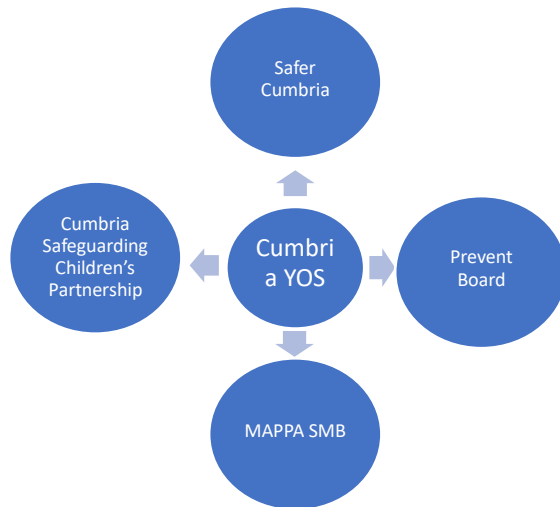 Safer
Cumbria
Cumbria
Safeguarding
Children’s
Partnership
Cumbri
a YOS
Prevent
Board
MAPPA SMB